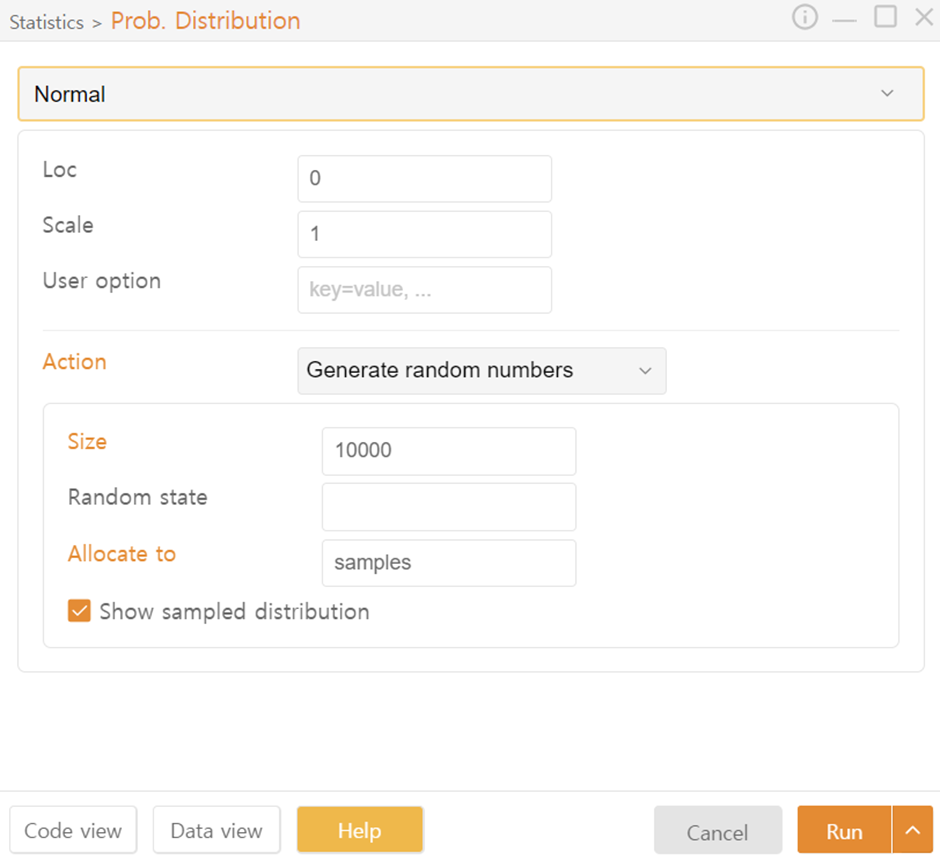 Statistics > Prob. Distribution
Normal
Loc 0
Scale 1
User option key=value, ...
Action Generate random numbers
Size 10000
Random state
Allocate to samples
Show sampled distribution
Code view Data view Help Cancel Run